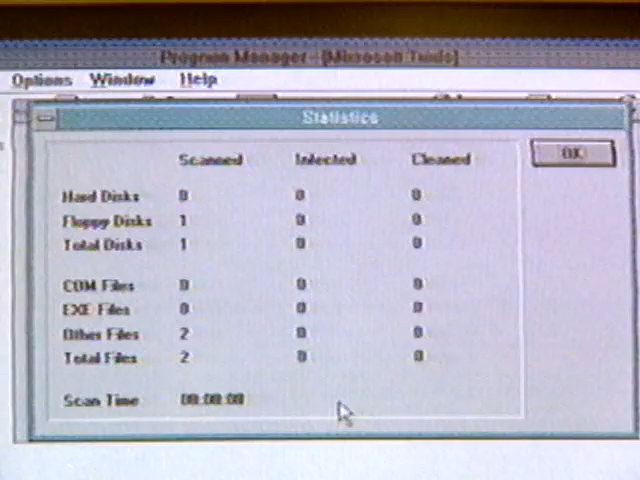 Program Manager - [Microsoft Tools]
Options Window Help
Statistics
Scanned Infected Cleaned OK
Hard Disks 0 0 0
Floppy Disks 1 0 0
Total Disks 1 0 0
COM Files 0 0 0
EXE Files 0 0 0
Other Files 2 0 0
Total Files 2 0 0
Scan Time 00:00:00